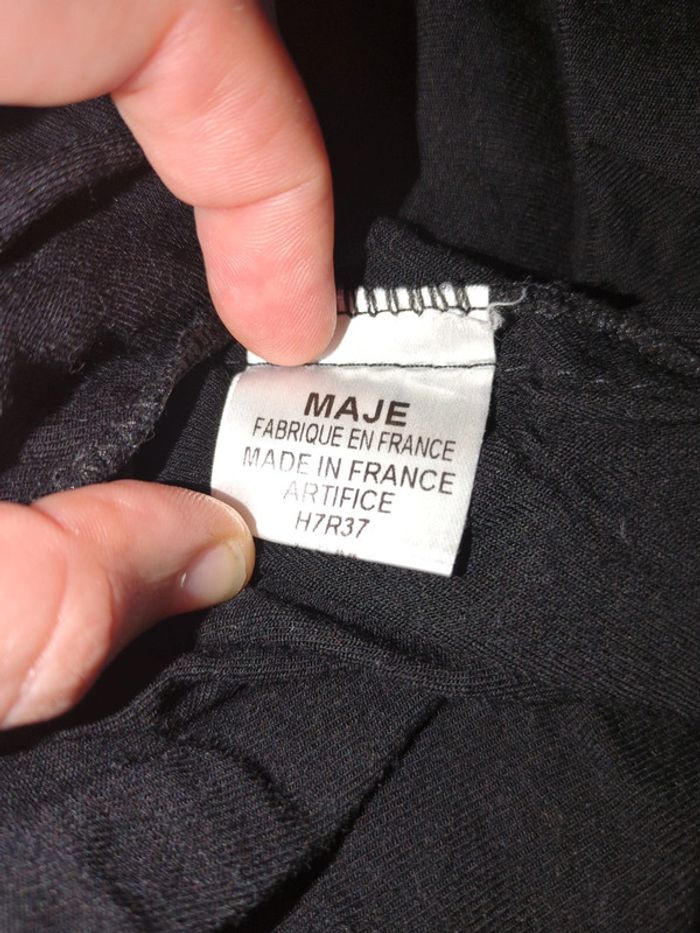 MAJE
FABRIQUE EN FRANCE
MADE IN FRANCE
ARTIFICE
H7R37